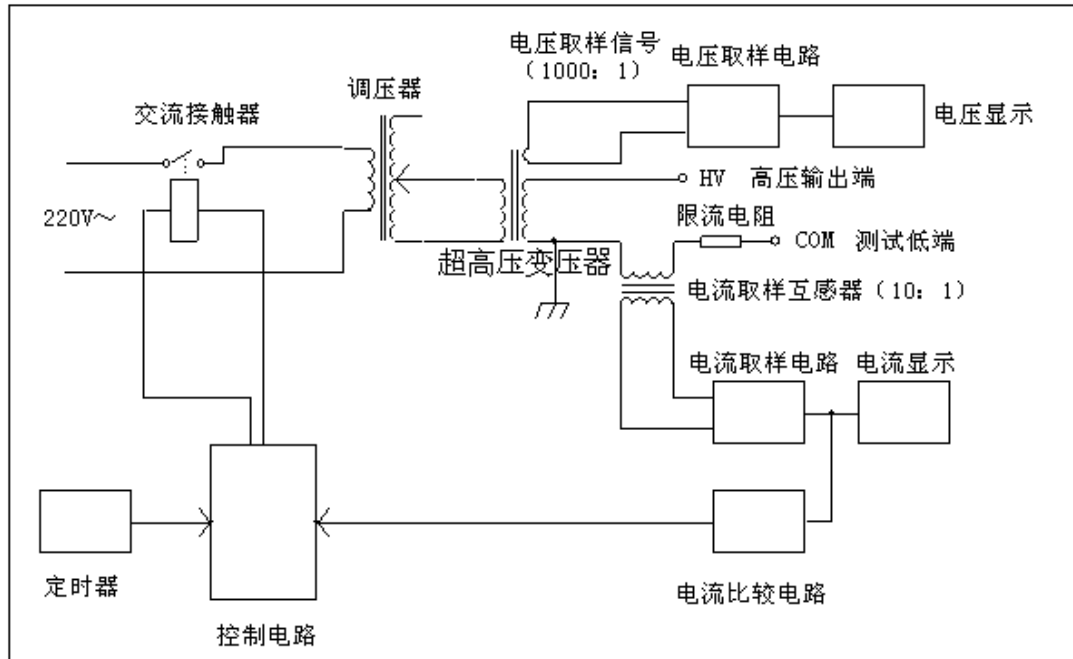 电压取样信号
（1000：1）
电压取样电路
调压器
交流接触器
电压显示
HV 高压输出端
限流电阻
220V～
COM 测试低端
超高压变压器
电流取样互感器（10：1）
电流取样电路
电流显示
定时器
电流比较电路
控制电路